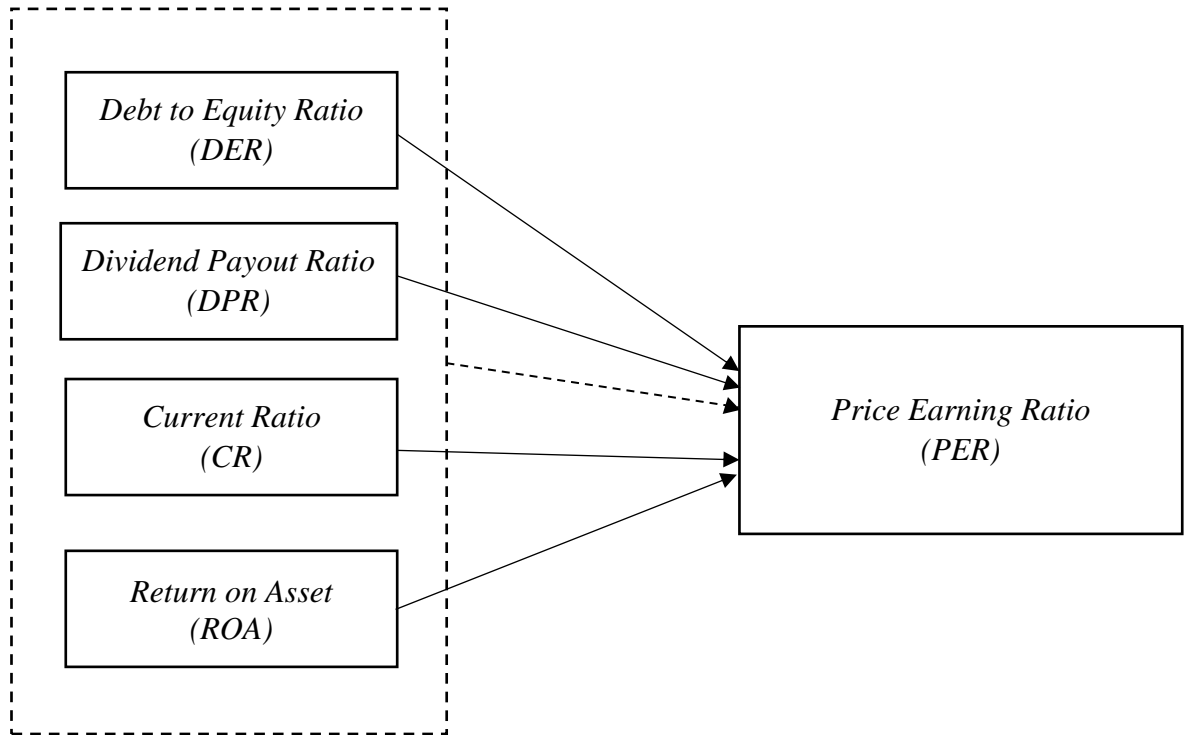 Debt to Equity Ratio
(DER)
Dividend Payout Ratio
(DPR)
Current Ratio
(CR)
Return on Asset
(ROA)
Price Earning Ratio
(PER)